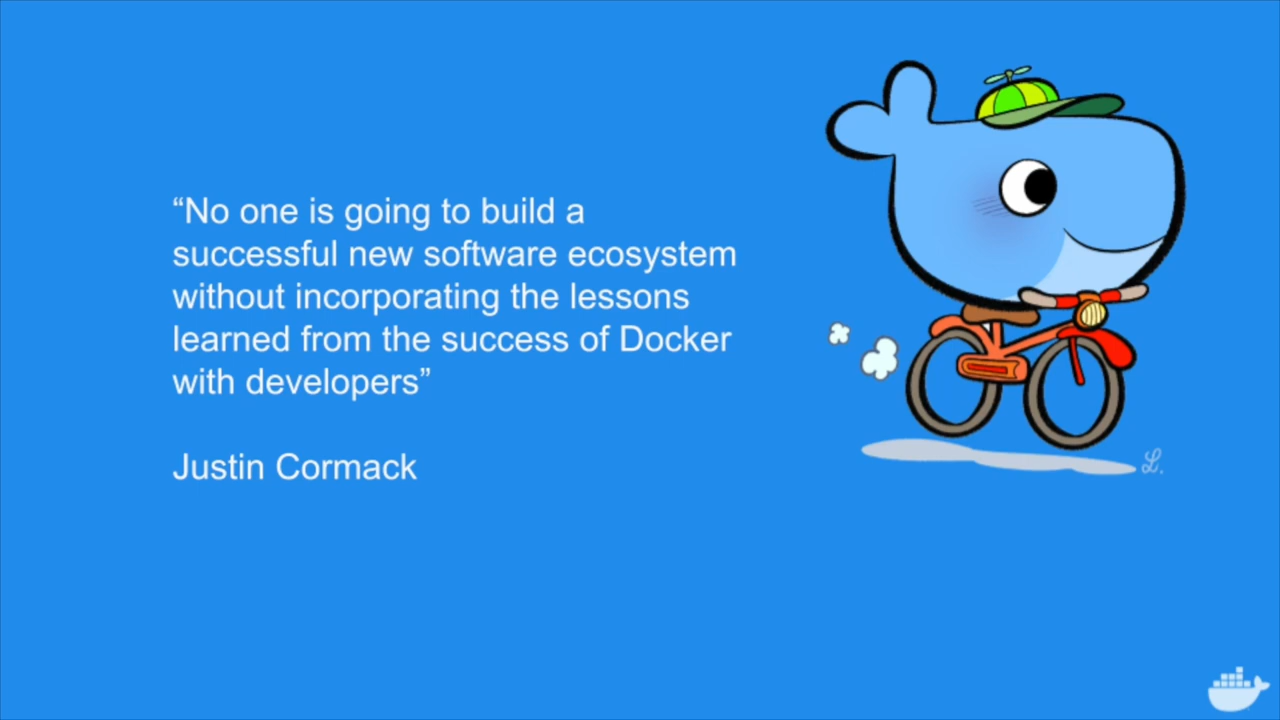 “No one is going to build a
successful new software ecosystem
without incorporating the lessons
learned from the success of Docker
with developers”
Justin Cormack
L.